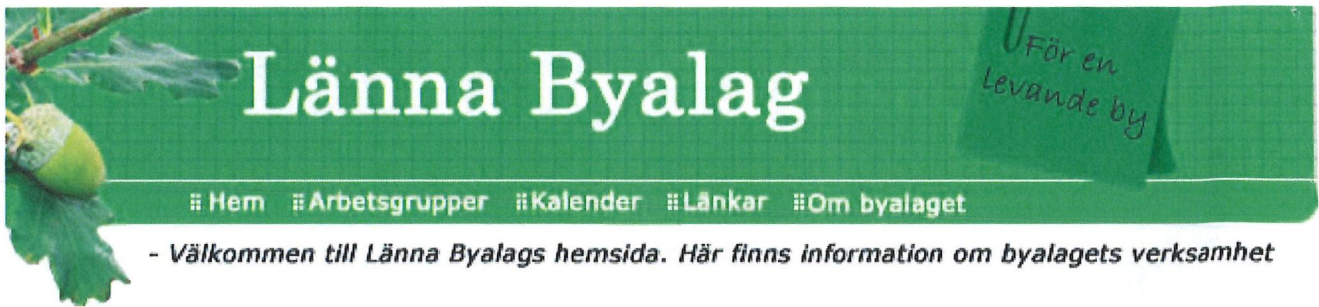 Länna Byalag
För en
Levande by
Hem Arbetsgrupper Kalender Länkar Om byalaget
- Välkommen till Länna Byalags hemsida. Här finns information om byalagets verksamhet